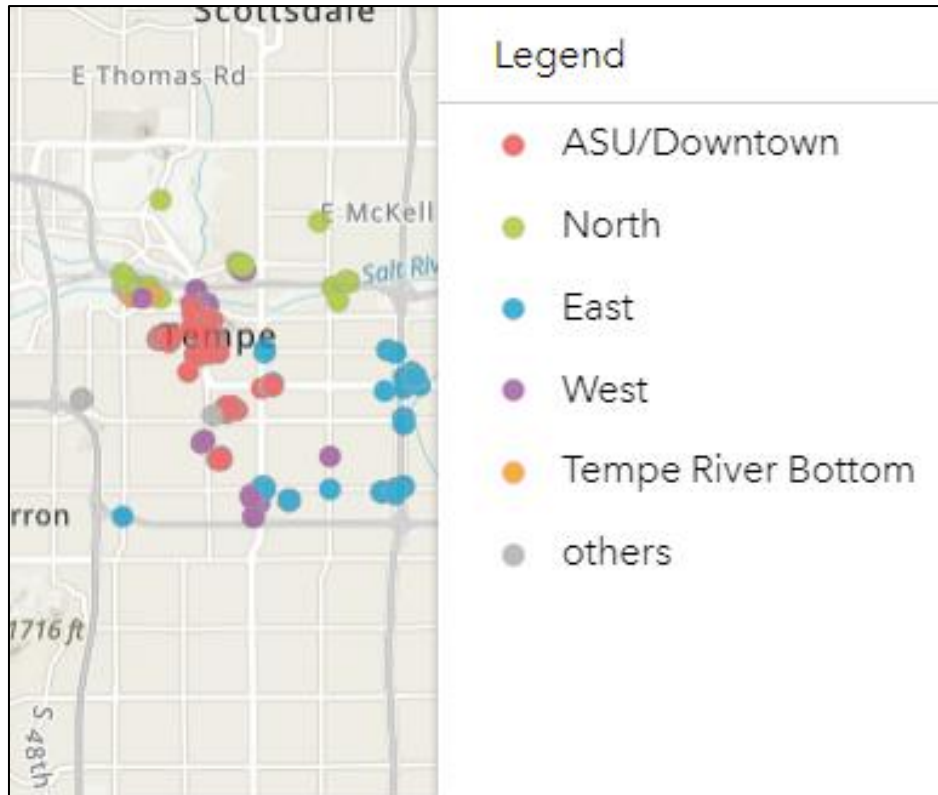 Scottsdale
E Thomas Rd
E McKell
Salt Riv
Tempe
rron
1716 ft
S 48th
Legend
ASU/Downtown
North
East
West
Tempe River Bottom
others